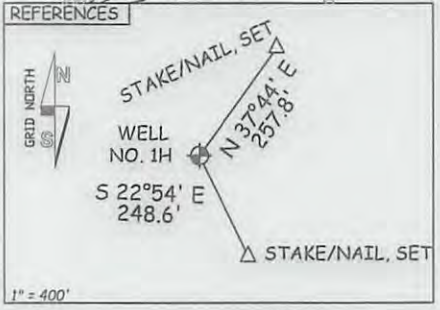 REFERENCES
STAKE/NAIL, SET
GRID NORTH
N
S
N 37°44' E
257.8'
WELL
NO. 1H
S 22°54' E
248.6'
STAKE/NAIL, SET
1" = 400'